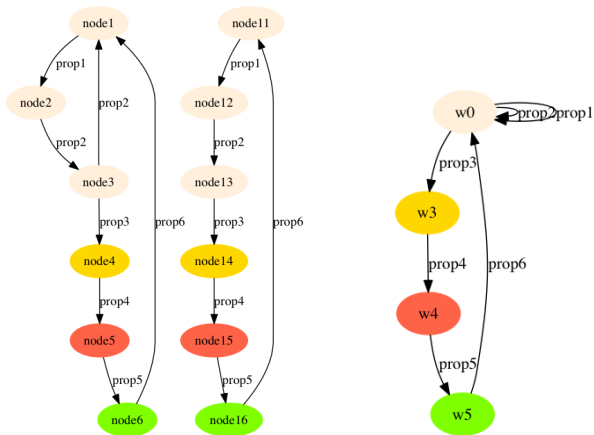 node1
node11
prop1
prop1
node2
node12
prop2
prop2
prop2
node3
node13
prop3
prop3
prop6
prop6
node4
node14
prop4
prop4
node5
node15
prop5
prop5
node6
node16
w0
prop2
prop1
prop3
w3
prop4
prop6
w4
prop5
w5